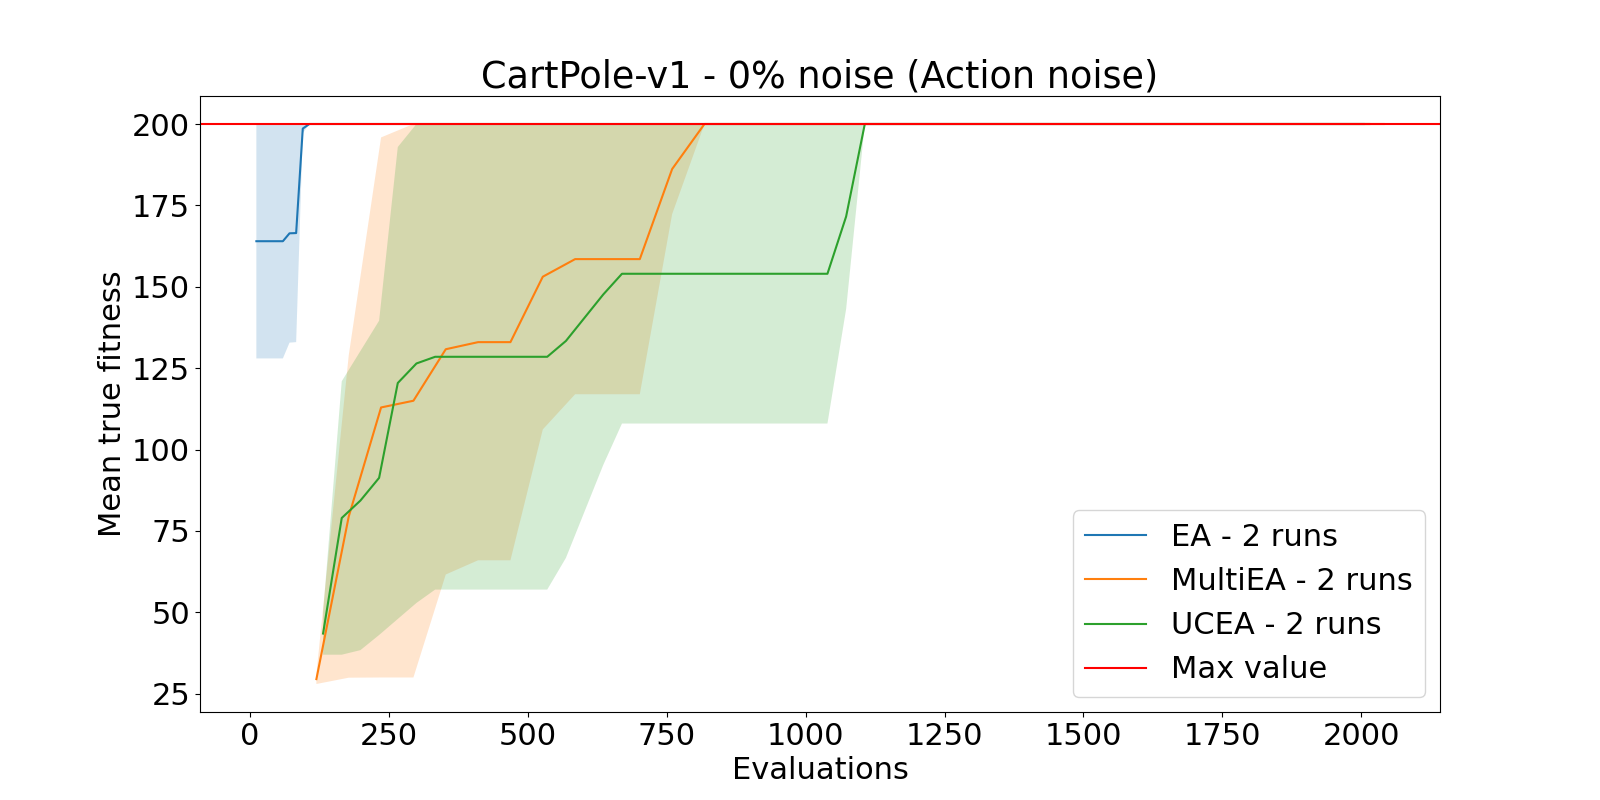 CartPole-v1 - 0% noise (Action noise)
200
175
150
125
100
75
50
25
Mean true fitness
EA - 2 runs
MultiEA - 2 runs
UCEA - 2 runs
Max value
0 250 500 750 1000 1250 1500 1750 2000
Evaluations